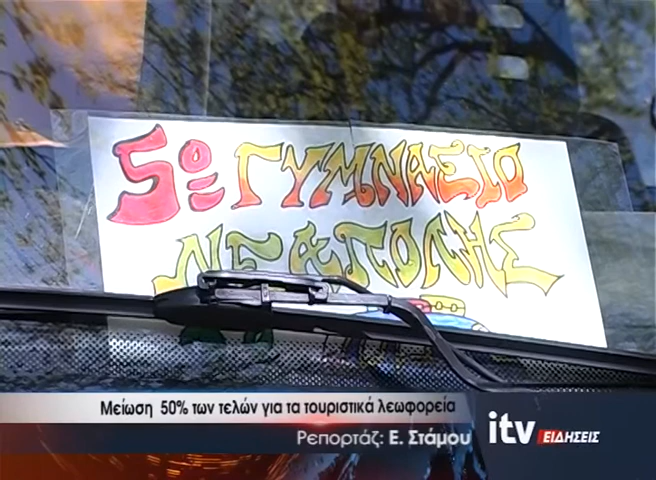 5ο ΓΥΜΝΑΣΙΟ
ΝΕΑΠΟΛΗΣ
Μείωση 50% των τελών για τα τουριστικά λεωφορεία
Ρεπορτάζ: Ε. Στάμου
itv ΕΙΔΗΣΕΙΣ